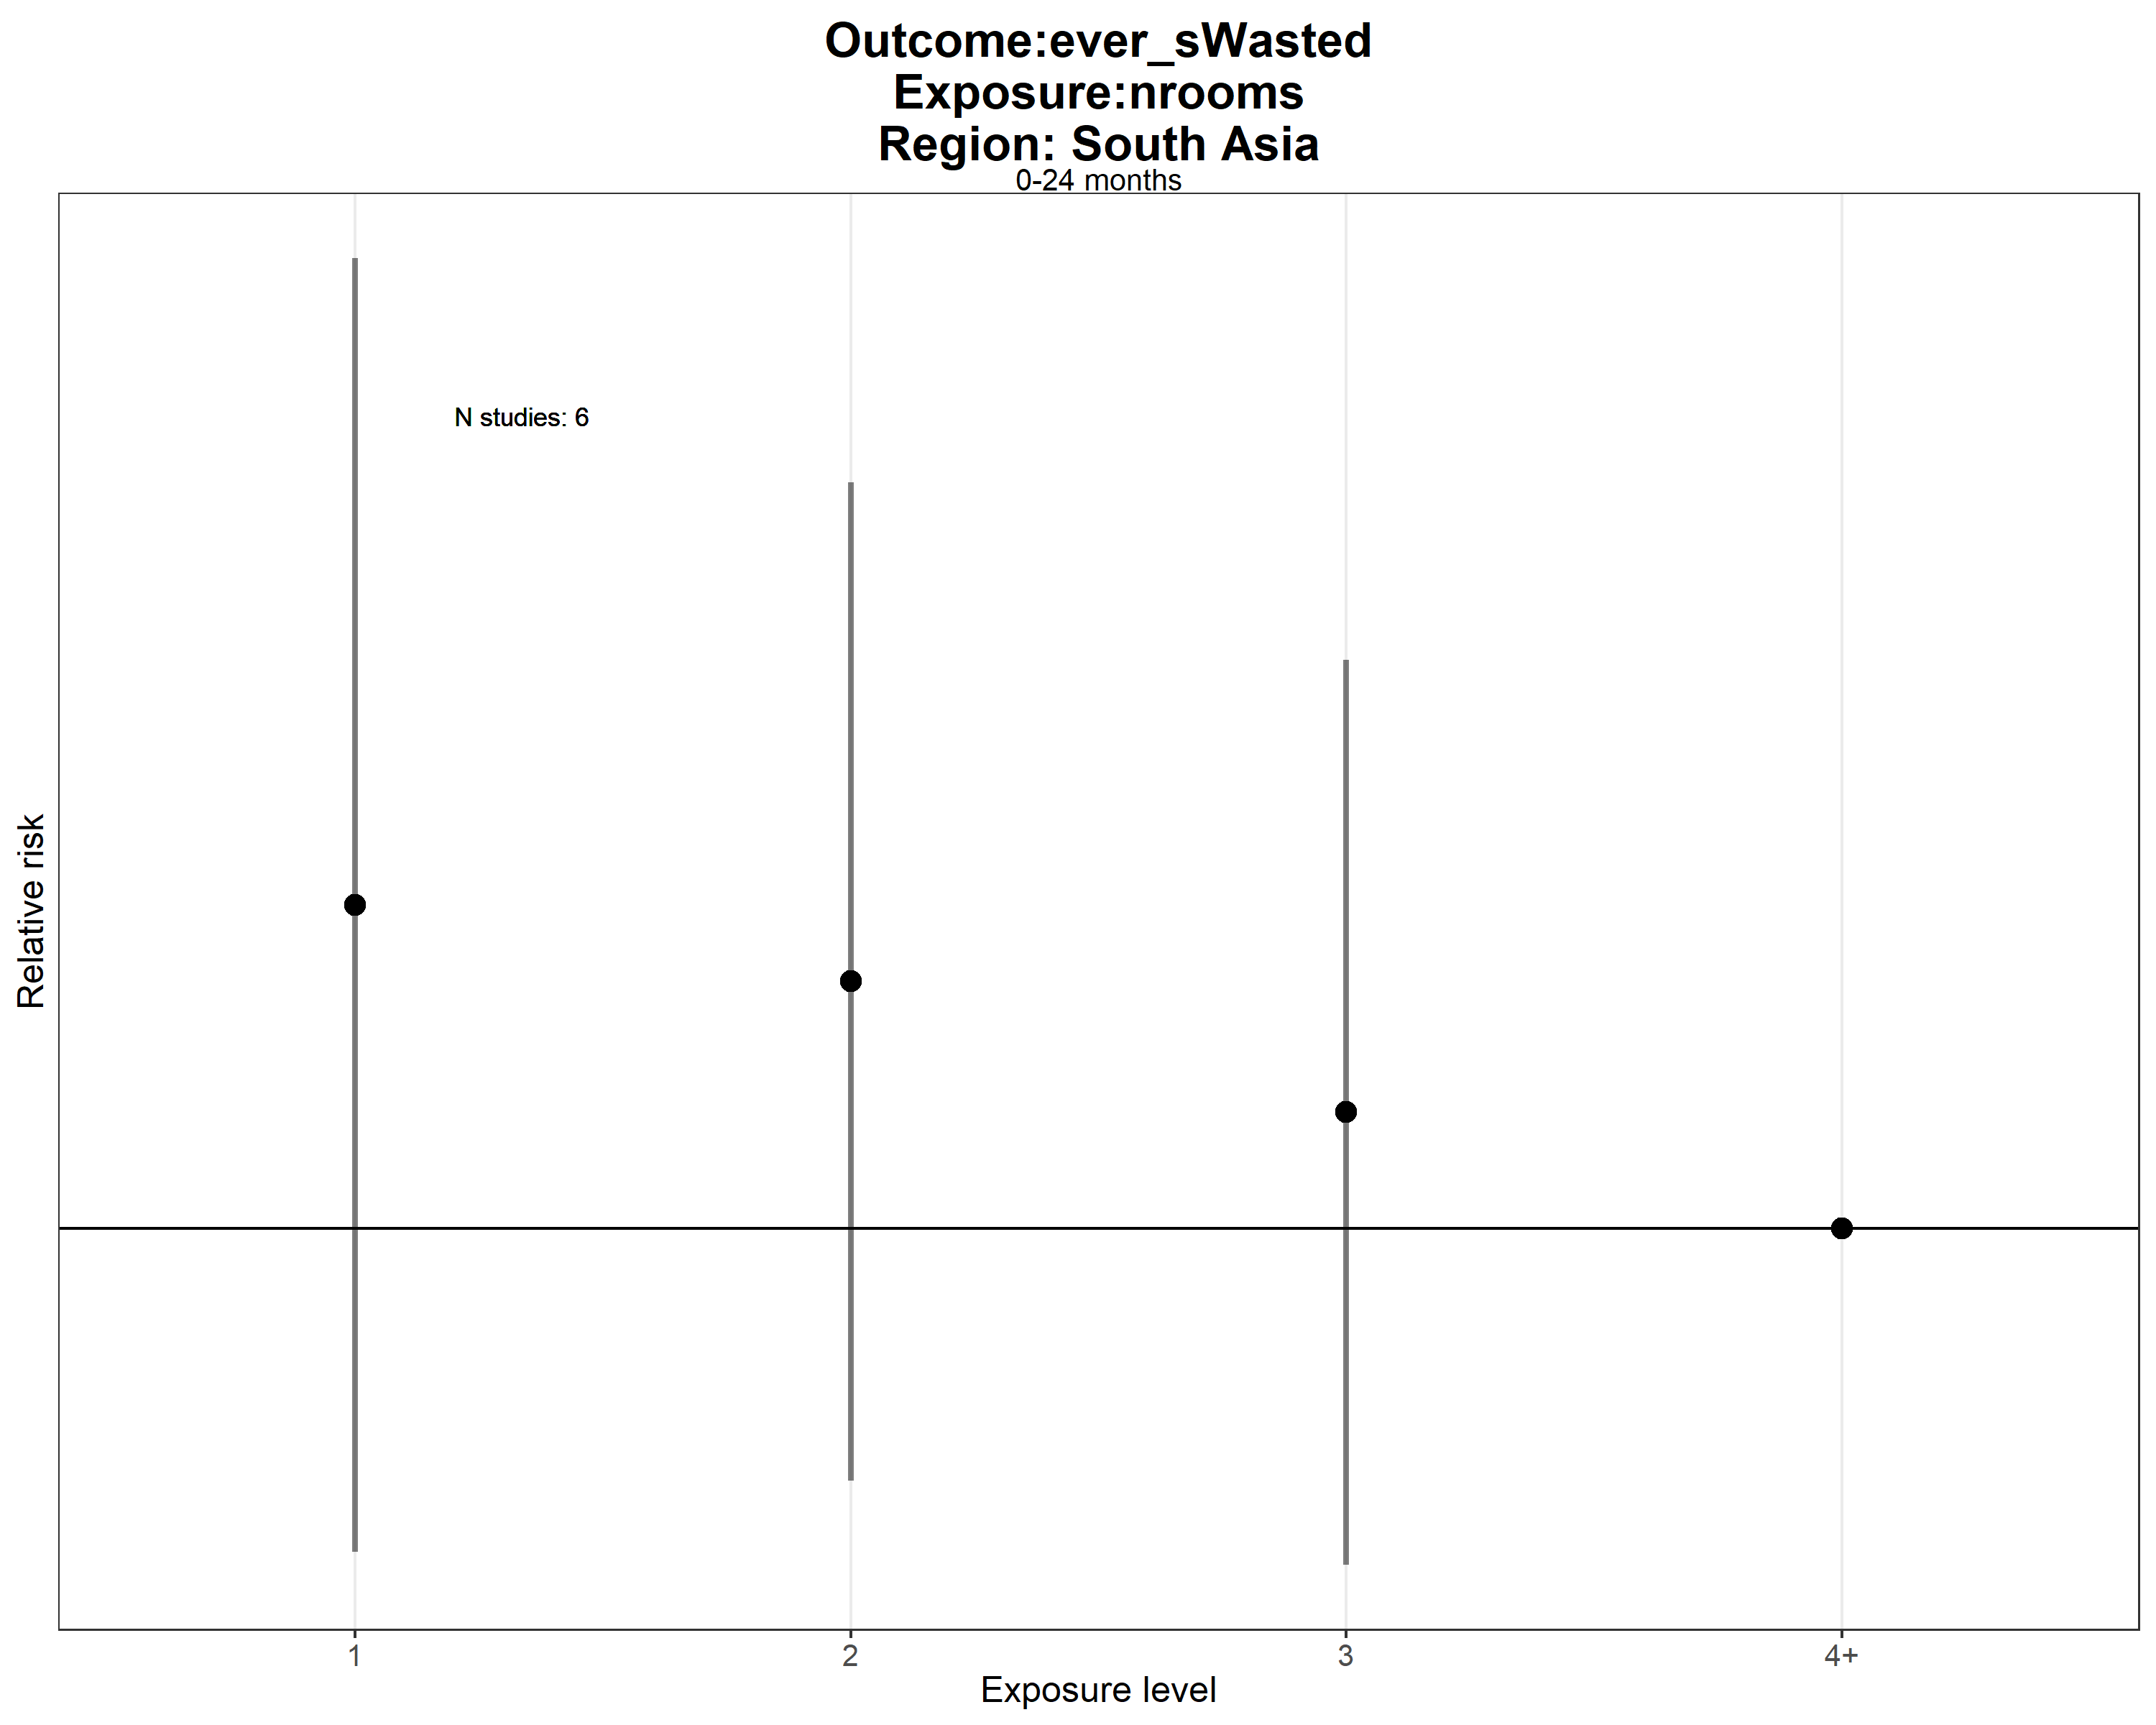 Outcome:ever_sWasted
Exposure:nrooms
Region: South Asia
0-24 months
N studies: 6
Relative risk
1
2
3
4+
Exposure level